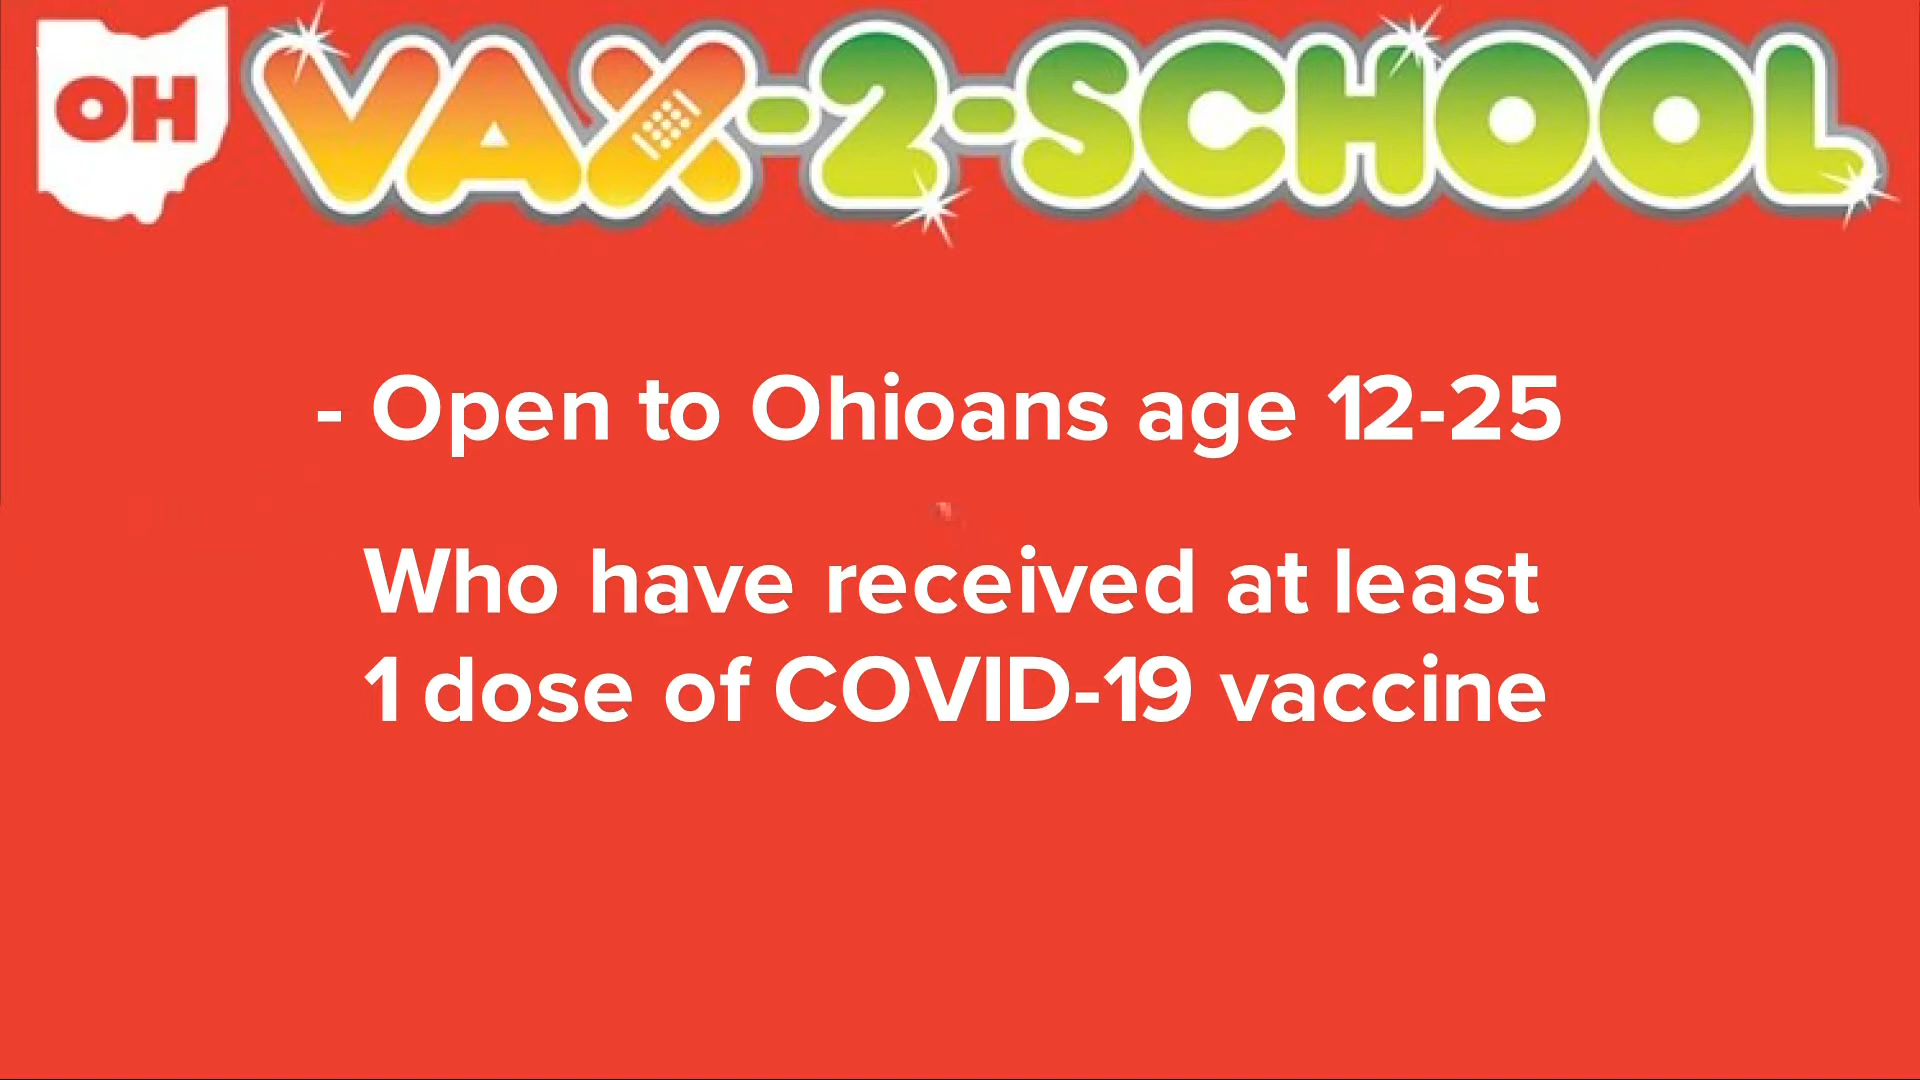 OH VAX-2-SCHOOL
- Open to Ohioans age 12-25
Who have received at least
1 dose of COVID-19 vaccine